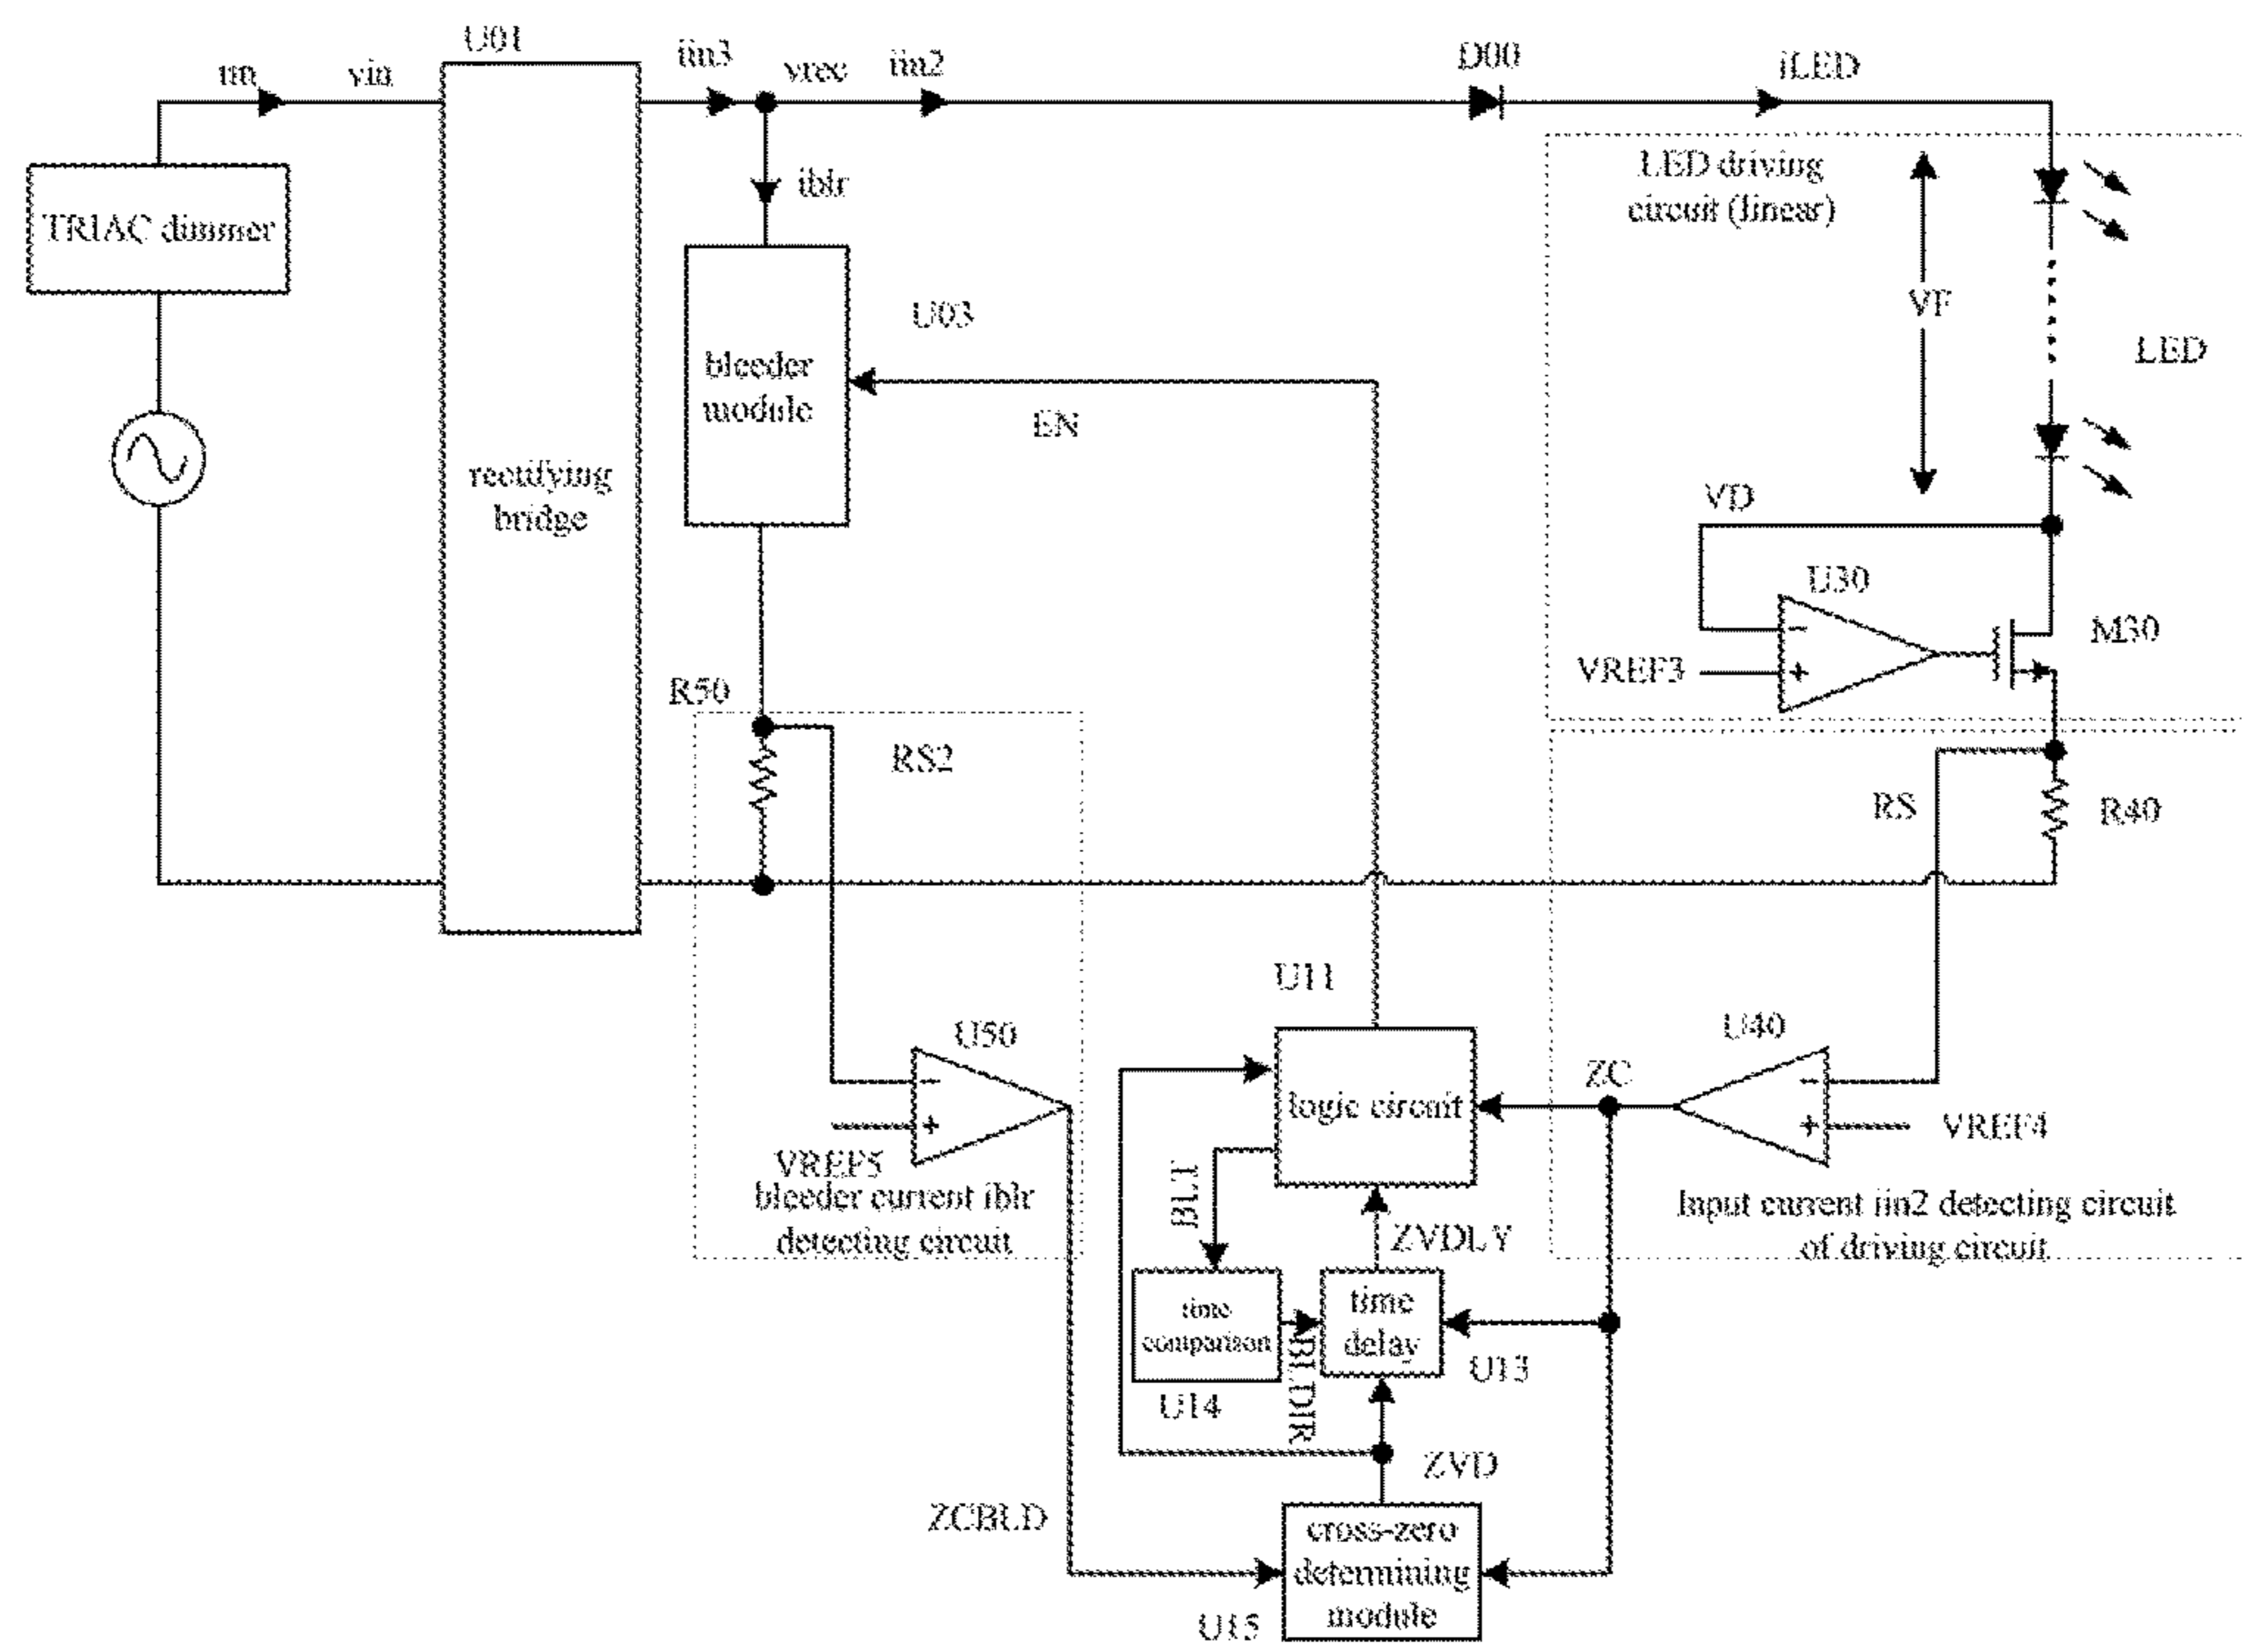 U01
iin
vin
iin3
vrec
iin2
D00
iLED
TRIAC dimmer
iblr
LED driving
circuit (linear)
U03
VF
bleeder
module
EN
LED
rectifying
bridge
VD
U30
M30
VREF3
R50
RS2
RS
R40
U11
U50
U40
ZC
logic circuit
VREF5
VREF4
bleeder current iblr
detecting circuit
BLT
ZVDLY
Input current iin2 detecting circuit
of driving circuit
time
comparison
time
delay
U13
U14
BLDIR
ZVD
ZCBLD
cross-zero
determining
module
U15